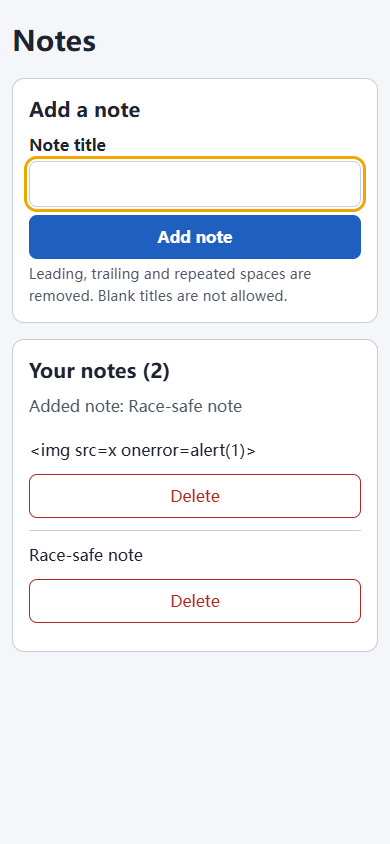 Notes
Add a note
Note title
Add note
Leading, trailing and repeated spaces are
removed. Blank titles are not allowed.
Your notes (2)
Added note: Race-safe note
<img src=x onerror=alert(1)>
Delete
Race-safe note
Delete